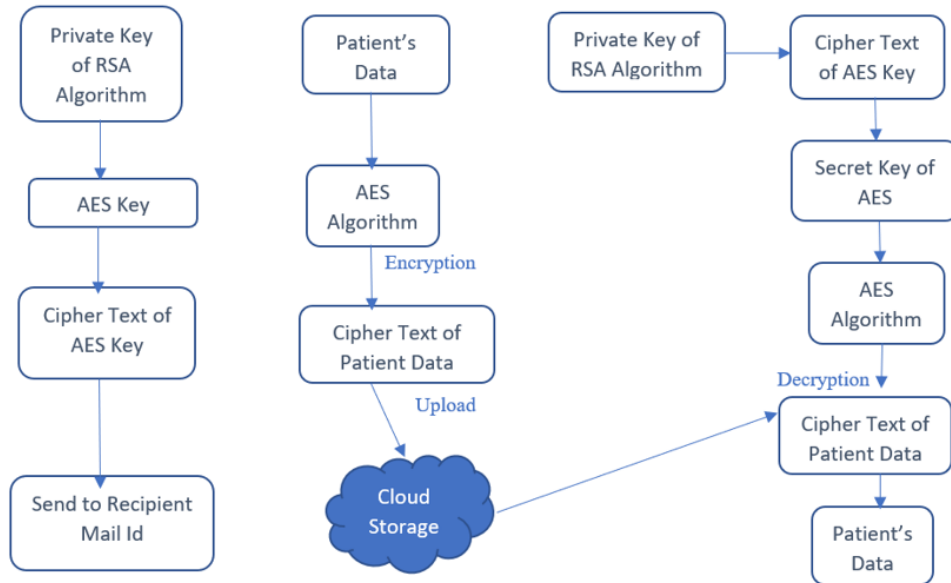 Private Key
of RSA
Algorithm
AES Key
Cipher Text of
AES Key
Send to Recipient
Mail Id
Patient's
Data
AES
Algorithm
Encryption
Cipher Text of
Patient Data
Upload
Cloud
Storage
Private Key of
RSA Algorithm
Cipher Text
of AES Key
Secret Key of
AES
AES
Algorithm
Decryption
Cipher Text of
Patient Data
Patient's
Data